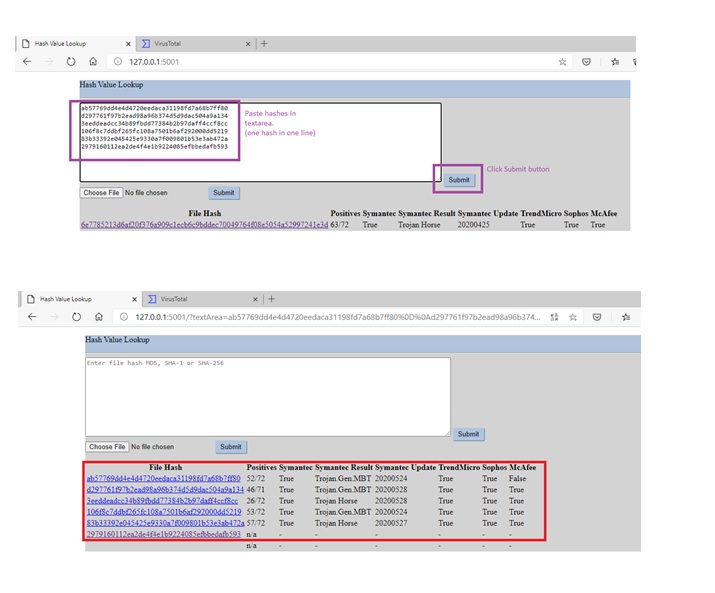 Hash Value Lookup
VirusTotal
127.0.0.1:5001
Hash Value Lookup
ab57769dd4e4d4720eedaca31198fd7a68b7ff80
d297761f97b2ead98a96b374d5d9dac504a9a134
3eeddeadcc34b89fbdd77384b2b97daff4ccf8cc
106f8c7ddbf265fc108a7501b6af292000dd5219
83b33392e045425e9330a7f009801b53e3ab472a
2979160112ea2de4f4e1b9224085efbbedafb593
Paste hashes in
textarea.
(one hash in one line)
Click Submit button
Submit
Choose File No file chosen Submit
File Hash Positives Symantec Symantec Result Symantec Update TrendMicro Sophos McAfee
6e7785213d6af20f376a909c1ecb6c9bddec70049764f08e5054a52997241e3d 63/72 True Trojan Horse 20200425 True True True
Hash Value Lookup
VirusTotal
127.0.0.1:5001/?textArea=ab57769dd4e4d4720eedaca31198fd7a68b7ff80%0D%0Ad297761f97b2ead98a96b374...
Hash Value Lookup
Enter file hash MD5, SHA-1 or SHA-256
Submit
Choose File No file chosen Submit
File Hash Positives Symantec Symantec Result Symantec Update TrendMicro Sophos McAfee
ab57769dd4e4d4720eedaca31198fd7a68b7ff80 52/72 True Trojan.Gen.MBT 20200524 True True False
d297761f97b2ead98a96b374d5d9dac504a9a134 46/71 True Trojan.Gen.MBT 20200528 True True True
3eeddeadcc34b89fbdd77384b2b97daff4ccf8cc 26/72 True Trojan Horse 20200528 True True True
106f8c7ddbf265fc108a7501b6af292000dd5219 53/72 True Trojan.Gen.MBT 20200524 True True True
83b33392e045425e9330a7f009801b53e3ab472a 57/72 True Trojan Horse 20200527 True True True
2979160112ea2de4f4e1b9224085efbbedafb593 n/a - - - - - -
n/a - - - - - -